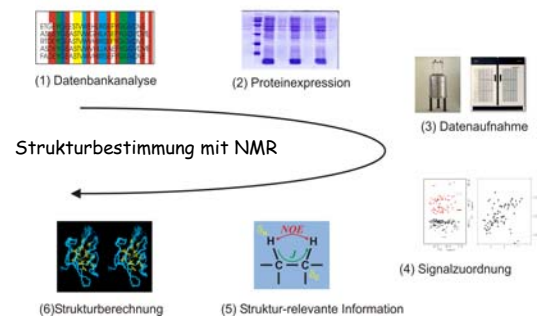 (1) Datenbankanalyse
(2) Proteinexpression
(3) Datenaufnahme
Strukturbestimmung mit NMR
(4) Signalzuordnung
NOE
H H
J
C C
(6)Strukturberechnung
(5) Struktur-relevante Information